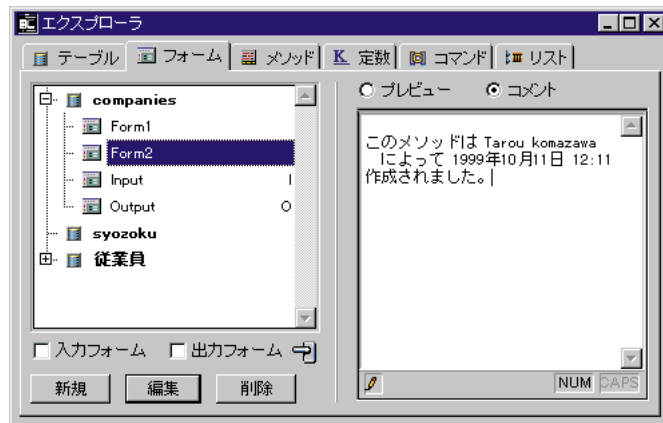 エクスプローラ
テーブル フォーム メソッド K 定数 コマンド リスト
プレビュー コメント
companies
Form1
Form2
Input I
Output O
syozoku
従業員
このメソッドは Tarou komazawa
によって 1999年10月11日 12:11
作成されました。
入力フォーム 出力フォーム
新規 編集 削除
NUM CAPS